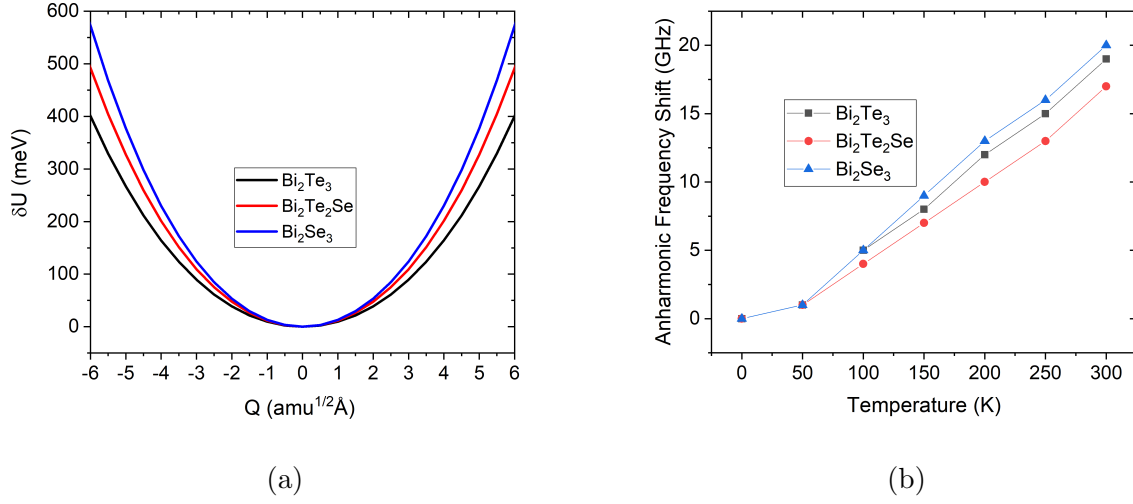 600
500
400
300
200
100
0
δU (meV)
Bi₂Te₃
Bi₂Te₂Se
Bi₂Se₃
-6 -5 -4 -3 -2 -1 0 1 2 3 4 5 6
Q (amu¹/²Å)
(a)
20
15
10
5
0
Anharmonic Frequency Shift (GHz)
Bi₂Te₃
Bi₂Te₂Se
Bi₂Se₃
0 50 100 150 200 250 300
Temperature (K)
(b)